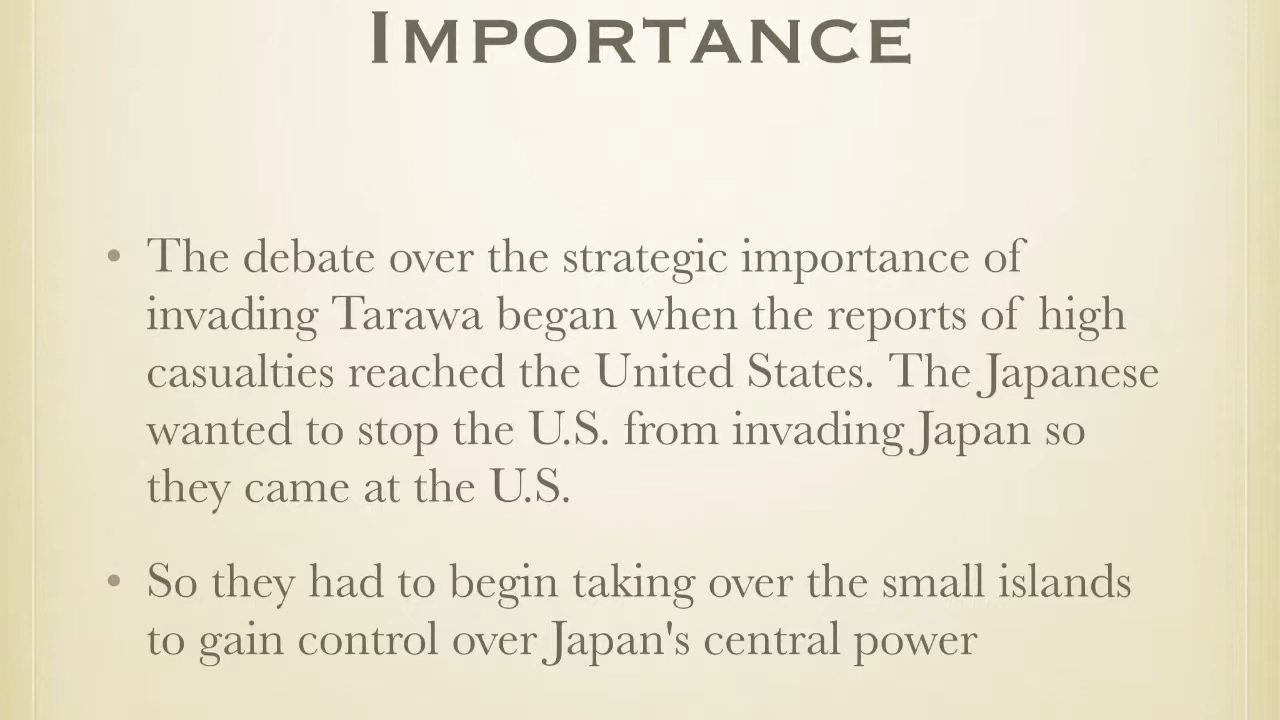 IMPORTANCE
• The debate over the strategic importance of
invading Tarawa began when the reports of high
casualties reached the United States. The Japanese
wanted to stop the U.S. from invading Japan so
they came at the U.S.
• So they had to begin taking over the small islands
to gain control over Japan's central power